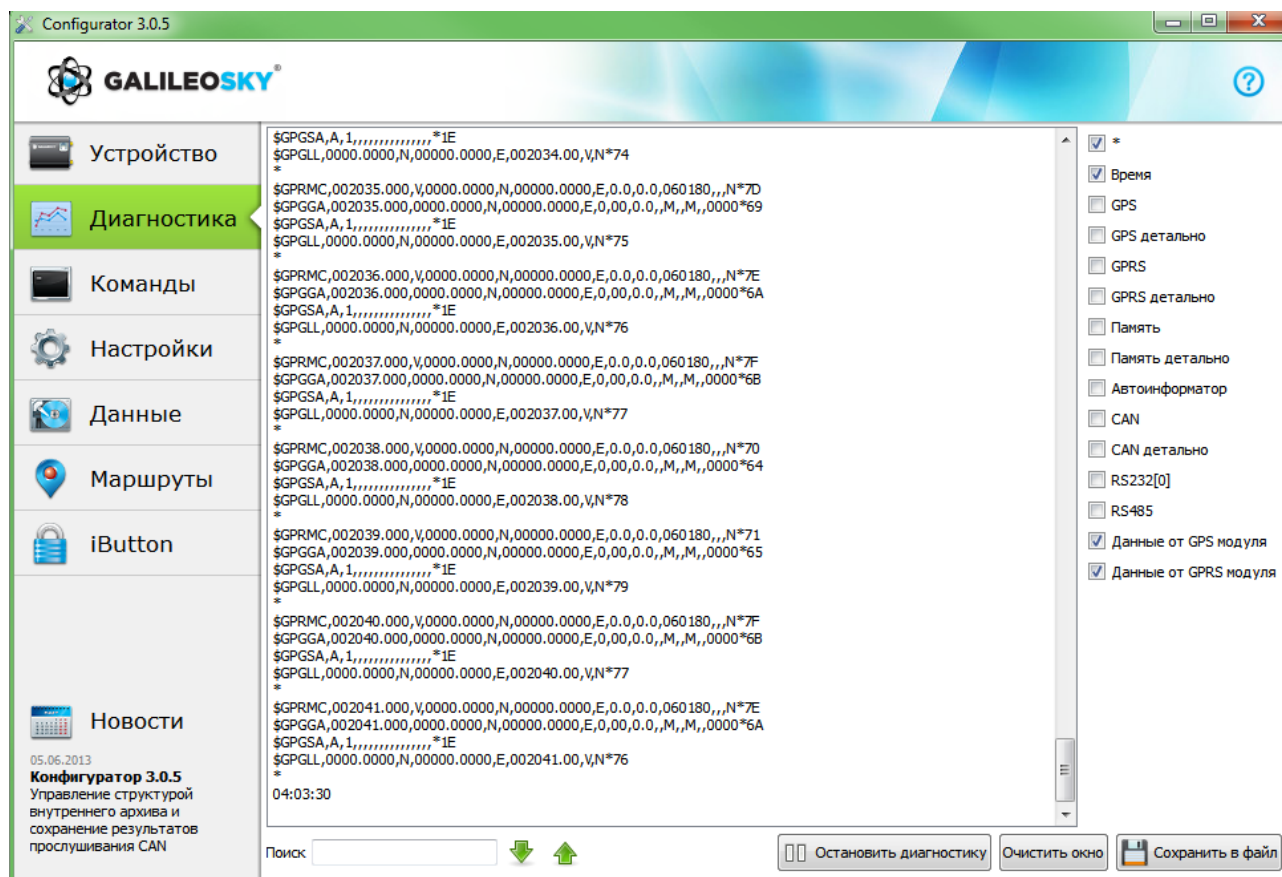 Configurator 3.0.5
GALILEOSKY®
Устройство
Диагностика
Команды
Настройки
Данные
Маршруты
iButton
Новости
05.06.2013
Конфигуратор 3.0.5
Управление структурой
внутреннего архива и
сохранение результатов
прослушивания CAN
$GPGSA,A,1,,,,,,,,,,,,,,,*1E
$GPGLL,0000.0000,N,00000.0000,E,002034.00,V,N*74
*
$GPRMC,002035.000,V,0000.0000,N,00000.0000,E,0.0,0.0,060180,,,N*7D
$GPGGA,002035.000,0000.0000,N,00000.0000,E,0,00,0.0,,M,,M,,0000*69
$GPGSA,A,1,,,,,,,,,,,,,,,*1E
$GPGLL,0000.0000,N,00000.0000,E,002035.00,V,N*75
*
$GPRMC,002036.000,V,0000.0000,N,00000.0000,E,0.0,0.0,060180,,,N*7E
$GPGGA,002036.000,0000.0000,N,00000.0000,E,0,00,0.0,,M,,M,,0000*6A
$GPGSA,A,1,,,,,,,,,,,,,,,*1E
$GPGLL,0000.0000,N,00000.0000,E,002036.00,V,N*76
*
$GPRMC,002037.000,V,0000.0000,N,00000.0000,E,0.0,0.0,060180,,,N*7F
$GPGGA,002037.000,0000.0000,N,00000.0000,E,0,00,0.0,,M,,M,,0000*6B
$GPGSA,A,1,,,,,,,,,,,,,,,*1E
$GPGLL,0000.0000,N,00000.0000,E,002037.00,V,N*77
*
$GPRMC,002038.000,V,0000.0000,N,00000.0000,E,0.0,0.0,060180,,,N*70
$GPGGA,002038.000,0000.0000,N,00000.0000,E,0,00,0.0,,M,,M,,0000*64
$GPGSA,A,1,,,,,,,,,,,,,,,*1E
$GPGLL,0000.0000,N,00000.0000,E,002038.00,V,N*78
*
$GPRMC,002039.000,V,0000.0000,N,00000.0000,E,0.0,0.0,060180,,,N*71
$GPGGA,002039.000,0000.0000,N,00000.0000,E,0,00,0.0,,M,,M,,0000*65
$GPGSA,A,1,,,,,,,,,,,,,,,*1E
$GPGLL,0000.0000,N,00000.0000,E,002039.00,V,N*79
*
$GPRMC,002040.000,V,0000.0000,N,00000.0000,E,0.0,0.0,060180,,,N*7F
$GPGGA,002040.000,0000.0000,N,00000.0000,E,0,00,0.0,,M,,M,,0000*6B
$GPGSA,A,1,,,,,,,,,,,,,,,*1E
$GPGLL,0000.0000,N,00000.0000,E,002040.00,V,N*77
*
$GPRMC,002041.000,V,0000.0000,N,00000.0000,E,0.0,0.0,060180,,,N*7E
$GPGGA,002041.000,0000.0000,N,00000.0000,E,0,00,0.0,,M,,M,,0000*6A
$GPGSA,A,1,,,,,,,,,,,,,,,*1E
$GPGLL,0000.0000,N,00000.0000,E,002041.00,V,N*76
*
04:03:30
*
Время
GPS
GPS детально
GPRS
GPRS детально
Память
Память детально
Автоинформатор
CAN
CAN детально
RS232[0]
RS485
Данные от GPS модуля
Данные от GPRS модуля
Поиск
Остановить диагностику
Очистить окно
Сохранить в файл